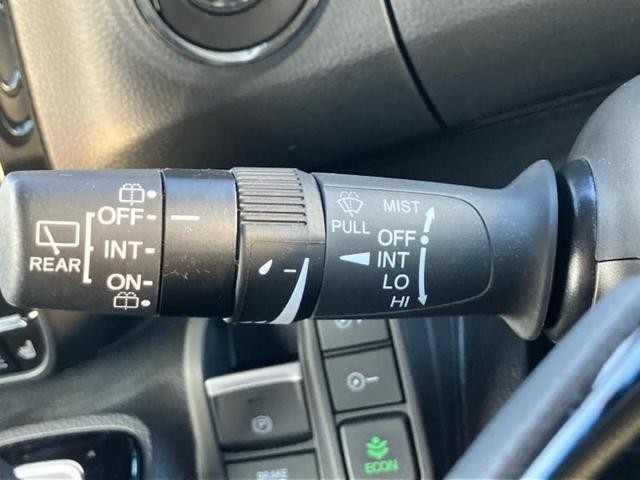 OFF
INT
ON
REAR
PULL
MIST
OFF
INT
LO
HI
BRAKE
ECON